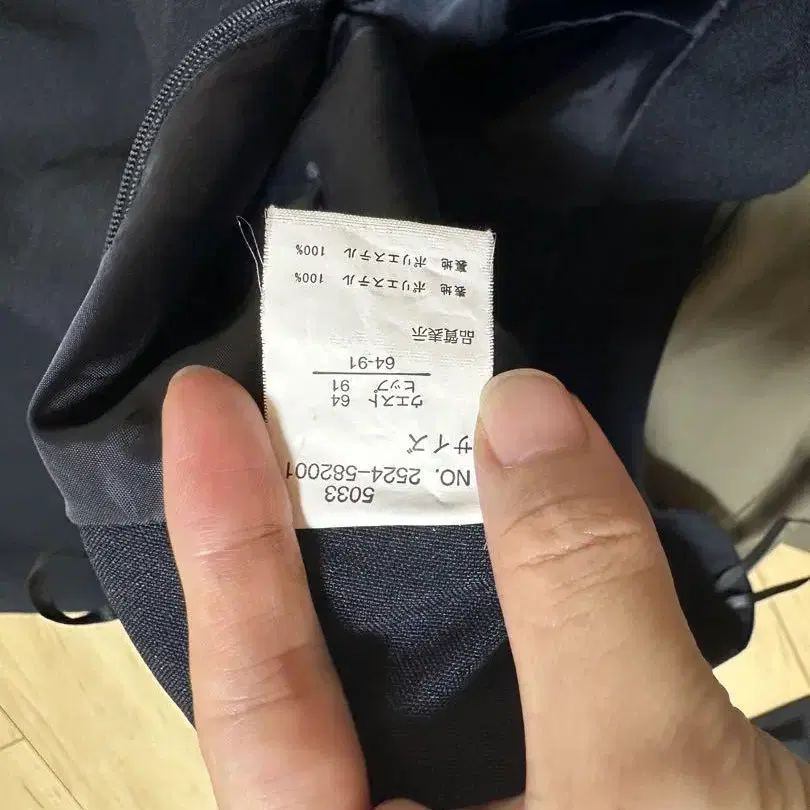 5033
NO. 2524-582001
サイズ
ウエスト 64
ヒップ 91
64-91
品質表示
表地 ポリエステル 100%
裏地 ポリエステル 100%